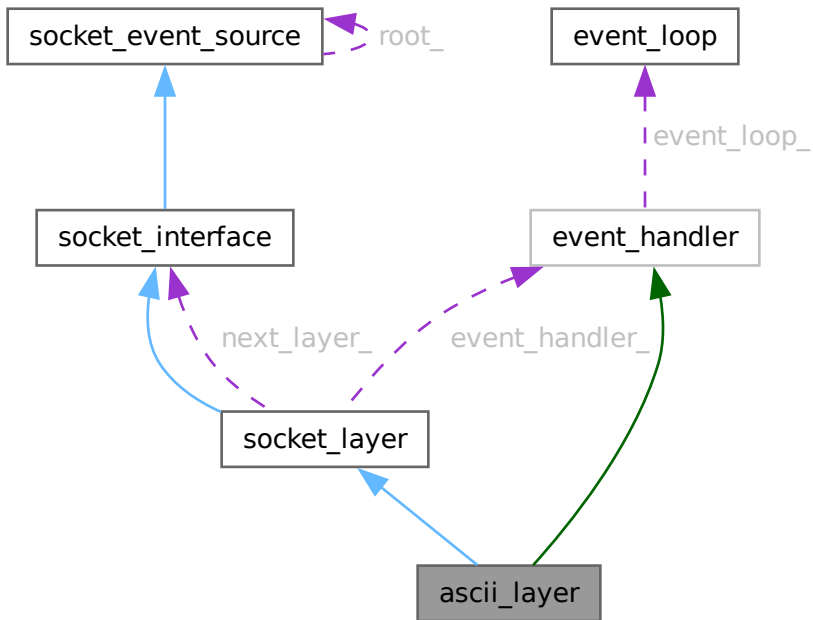 socket_event_source
root_
event_loop
event_loop_
socket_interface
event_handler
next_layer_
event_handler_
socket_layer
ascii_layer